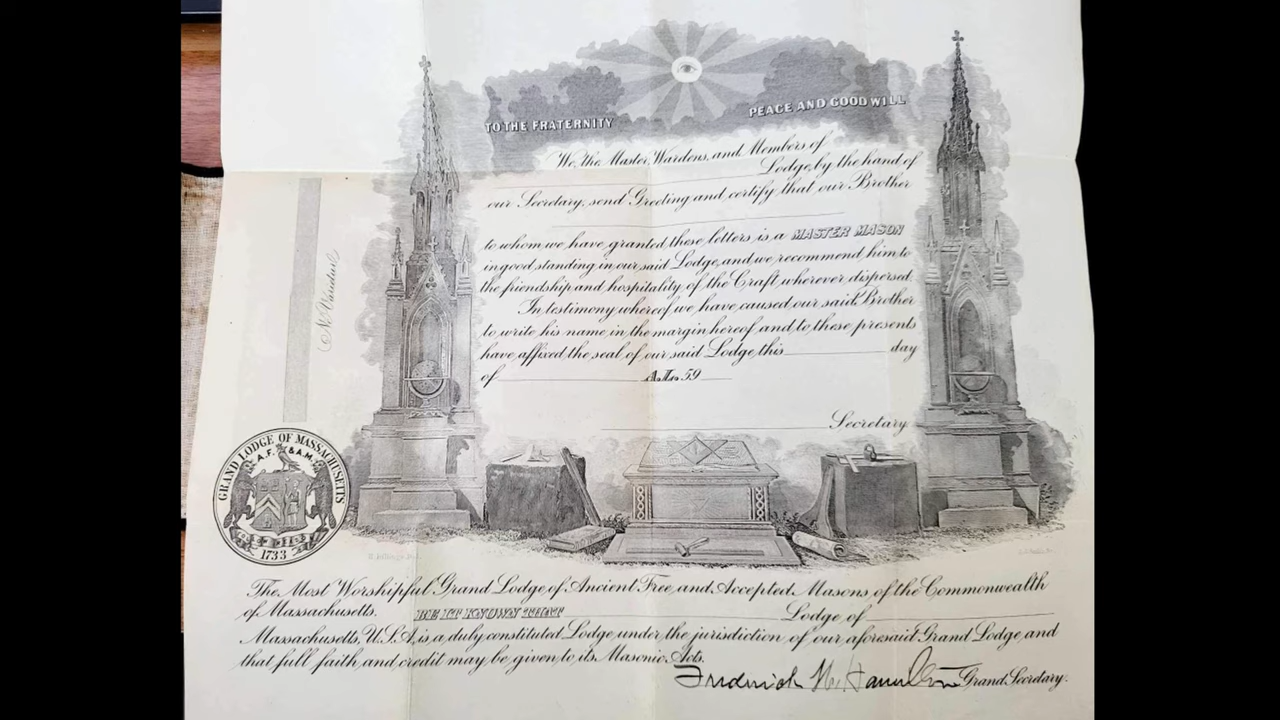 TO THE FRATERNITY
PEACE AND GOOD WILL
We, the Master, Wardens, and Members of
Lodge, by the hand of
our Secretary, send Greeting and certify that our Brother
to whom we have granted these letters is a MASTER MASON
in good standing in our said Lodge, and we recommend him to
the friendship and hospitality of the Craft wherever dispersed.
In testimony whereof we have caused our said Brother
to write his name in the margin hereof, and to these presents
have affixed the seal of our said Lodge, this day
of A.L. 59
Secretary
Ne Varietur
GRAND LODGE OF MASSACHUSETTS
A.F. & A.M.
1733
The Most Worshipful Grand Lodge of Ancient Free and Accepted Masons of the Commonwealth
of Massachusetts. BE IT KNOWN THAT Lodge of
Massachusetts, U.S.A. is a duly constituted Lodge under the jurisdiction of our aforesaid Grand Lodge, and
that full faith and credit may be given to its Masonic Acts.
Frederick W. Hamilton Grand Secretary.